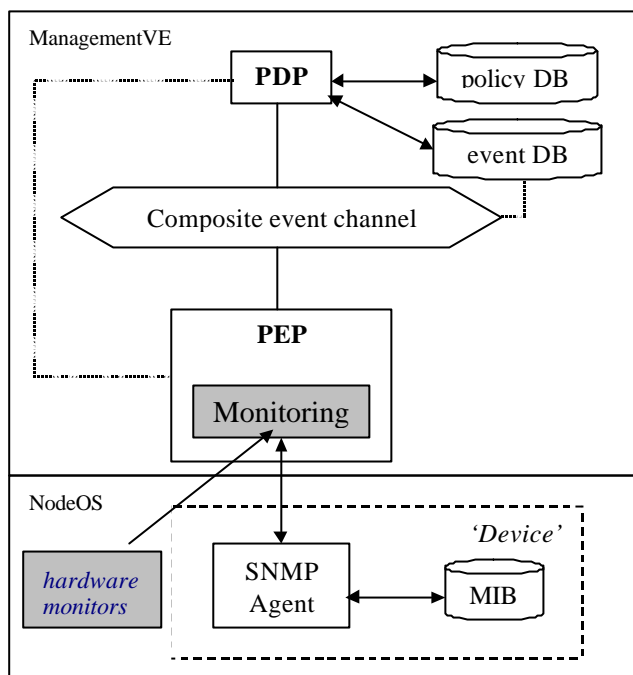 ManagementVE
PDP
policy DB
event DB
Composite event channel
PEP
Monitoring
NodeOS
‘Device’
hardware
monitors
SNMP
Agent
MIB